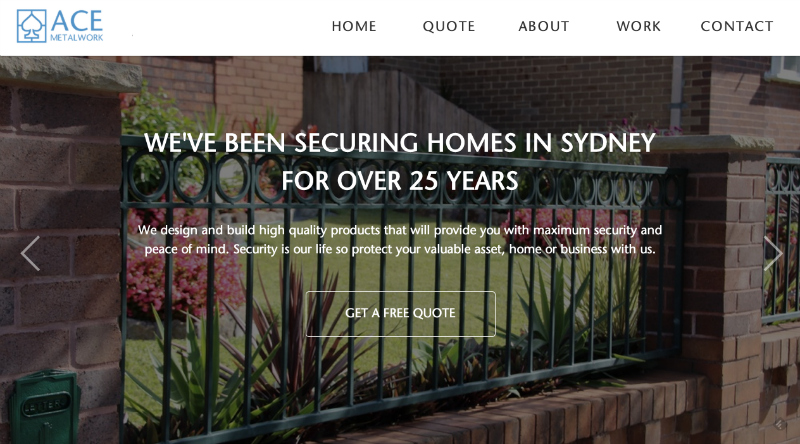 ACE
METALWORK
HOME QUOTE ABOUT WORK CONTACT
WE'VE BEEN SECURING HOMES IN SYDNEY
FOR OVER 25 YEARS
We design and build high quality products that will provide you with maximum security and
peace of mind. Security is our life so protect your valuable asset, home or business with us.
GET A FREE QUOTE
LETTERS